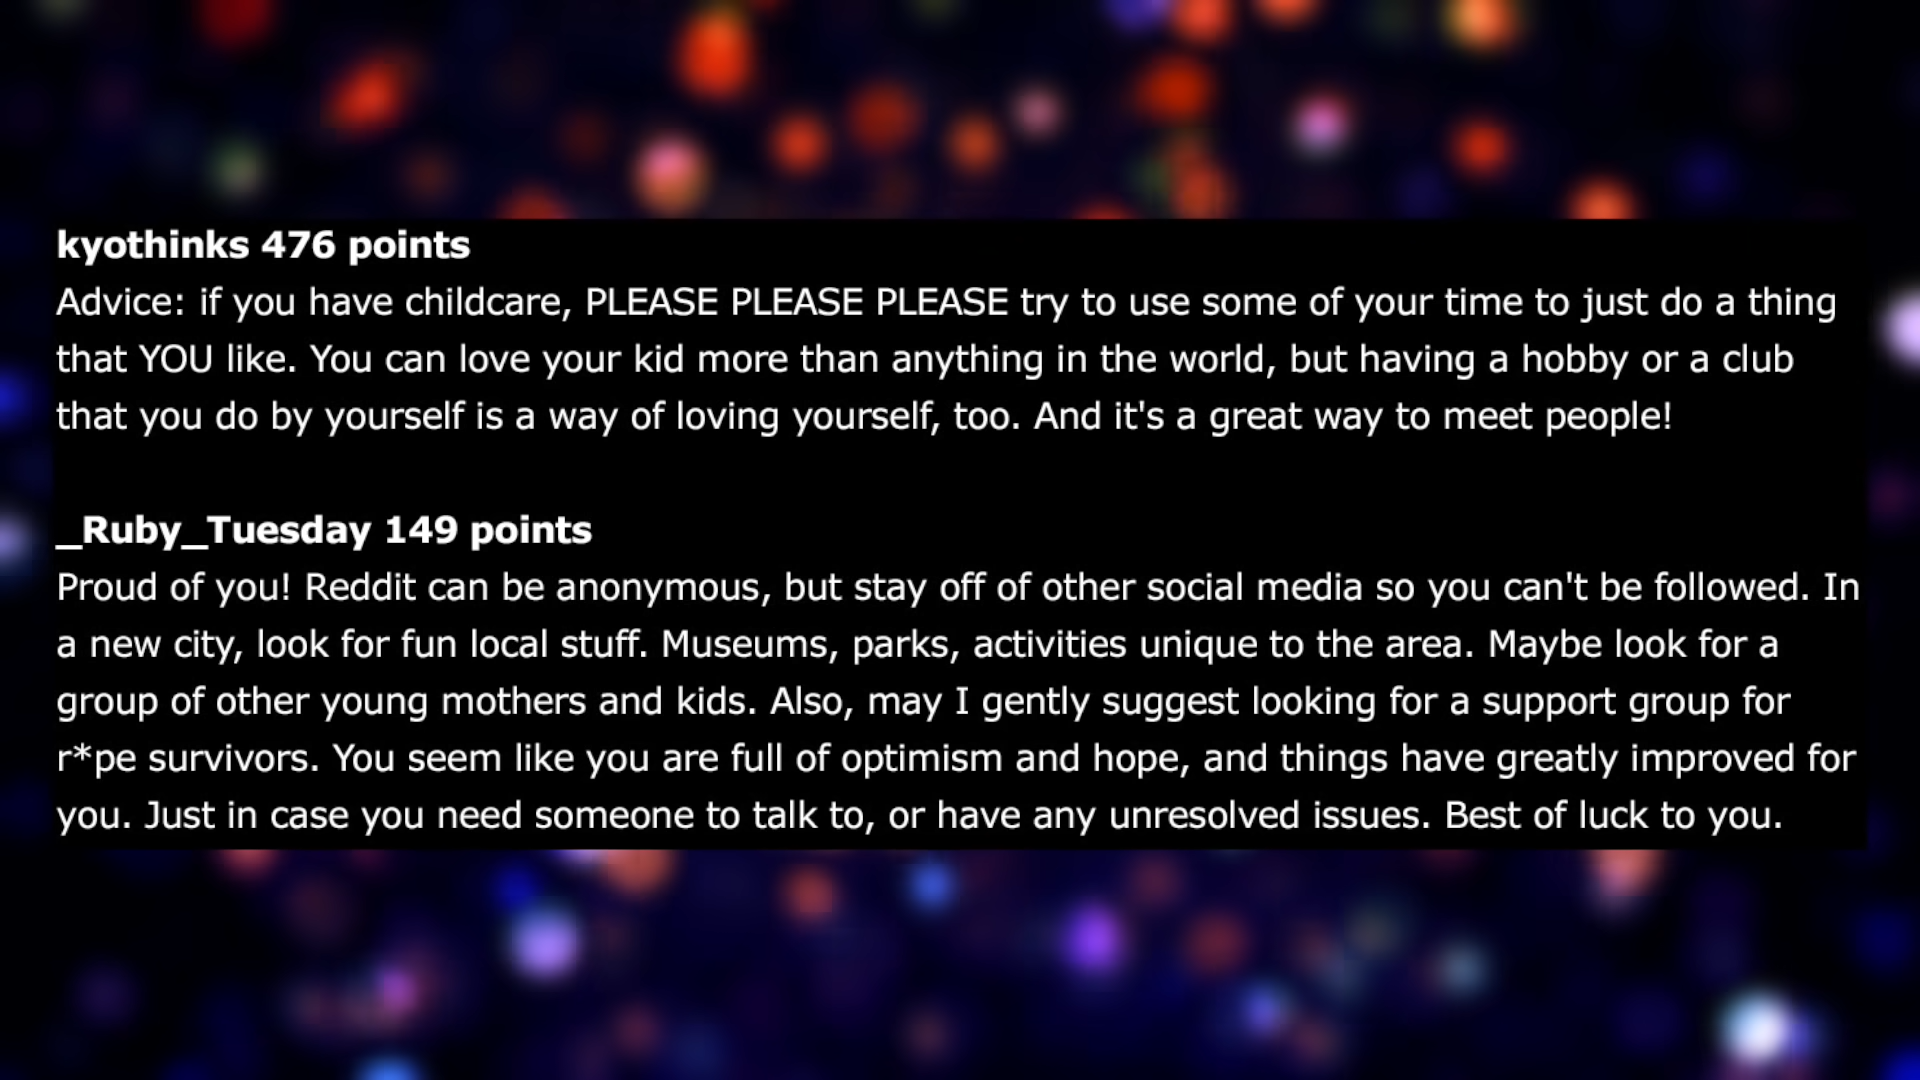 kyothinks 476 points
Advice: if you have childcare, PLEASE PLEASE PLEASE try to use some of your time to just do a thing
that YOU like. You can love your kid more than anything in the world, but having a hobby or a club
that you do by yourself is a way of loving yourself, too. And it's a great way to meet people!
_Ruby_Tuesday 149 points
Proud of you! Reddit can be anonymous, but stay off of other social media so you can't be followed. In
a new city, look for fun local stuff. Museums, parks, activities unique to the area. Maybe look for a
group of other young mothers and kids. Also, may I gently suggest looking for a support group for
r*pe survivors. You seem like you are full of optimism and hope, and things have greatly improved for
you. Just in case you need someone to talk to, or have any unresolved issues. Best of luck to you.